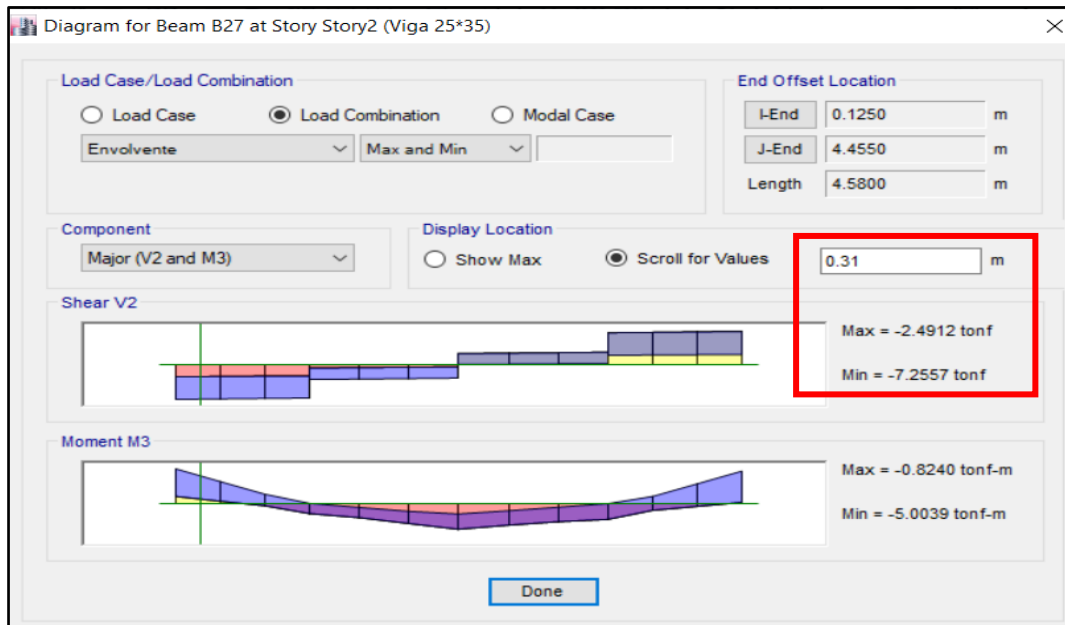 Diagram for Beam B27 at Story Story2 (Viga 25*35)
Load Case/Load Combination
Load Case
Load Combination
Modal Case
Envolvente
Max and Min
End Offset Location
I-End 0.1250 m
J-End 4.4550 m
Length 4.5800 m
Component
Major (V2 and M3)
Display Location
Show Max
Scroll for Values
0.31 m
Shear V2
Max = -2.4912 tonf
Min = -7.2557 tonf
Moment M3
Max = -0.8240 tonf-m
Min = -5.0039 tonf-m
Done